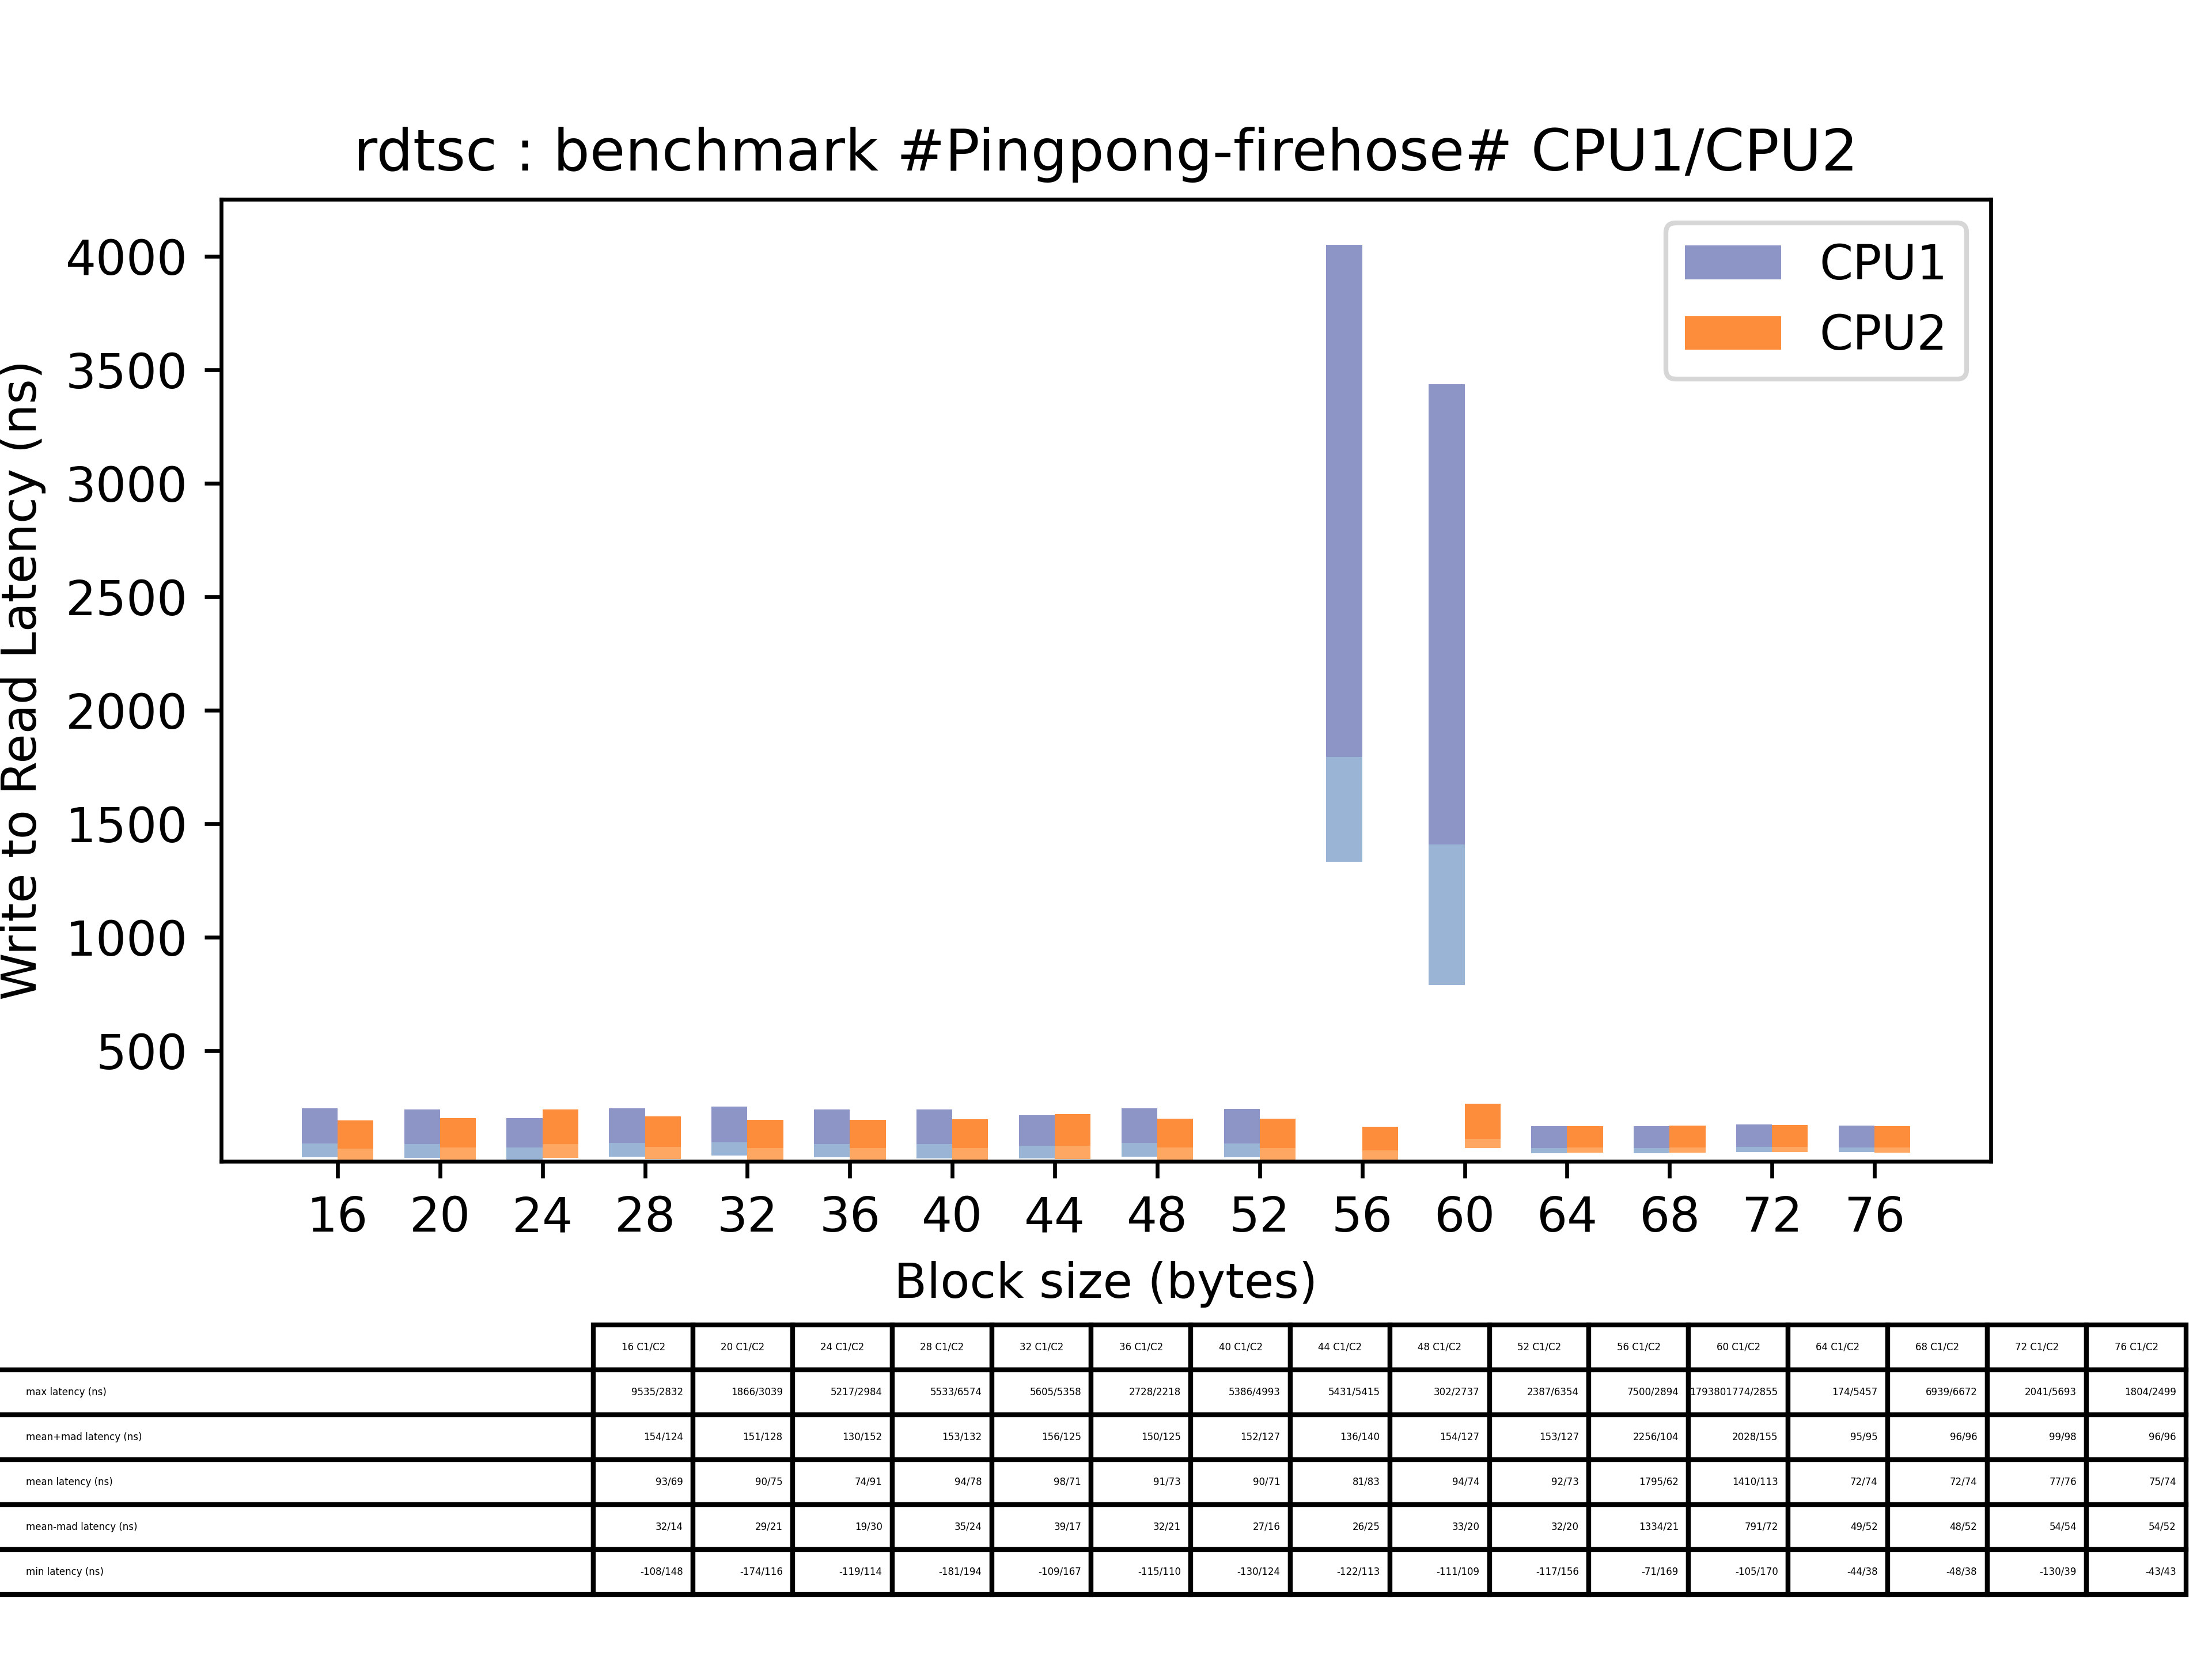 rdtsc : benchmark #Pingpong-firehose# CPU1/CPU2
CPU1
CPU2
Write to Read Latency (ns)
4000
3500
3000
2500
2000
1500
1000
500
16 20 24 28 32 36 40 44 48 52 56 60 64 68 72 76
Block size (bytes)
16 C1/C2 20 C1/C2 24 C1/C2 28 C1/C2 32 C1/C2 36 C1/C2 40 C1/C2 44 C1/C2 48 C1/C2 52 C1/C2 56 C1/C2 60 C1/C2 64 C1/C2 68 C1/C2 72 C1/C2 76 C1/C2
max latency (ns) 9535/2832 1866/3039 5217/2984 5533/6574 5605/5358 2728/2218 5386/4993 5431/5415 302/2737 2387/6354 7500/2894 1793801774/2855 174/5457 6939/6672 2041/5693 1804/2499
mean+mad latency (ns) 154/124 151/128 130/152 153/132 156/125 150/125 152/127 136/140 154/127 153/127 2256/104 2028/155 95/95 96/96 99/98 96/96
mean latency (ns) 93/69 90/75 74/91 94/78 98/71 91/73 90/71 81/83 94/74 92/73 1795/62 1410/113 72/74 72/74 77/76 75/74
mean-mad latency (ns) 32/14 29/21 19/30 35/24 39/17 32/21 27/16 26/25 33/20 32/20 1334/21 791/72 49/52 48/52 54/54 54/52
min latency (ns) -108/148 -174/116 -119/114 -181/194 -109/167 -115/110 -130/124 -122/113 -111/109 -117/156 -71/169 -105/170 -44/38 -48/38 -130/39 -43/43